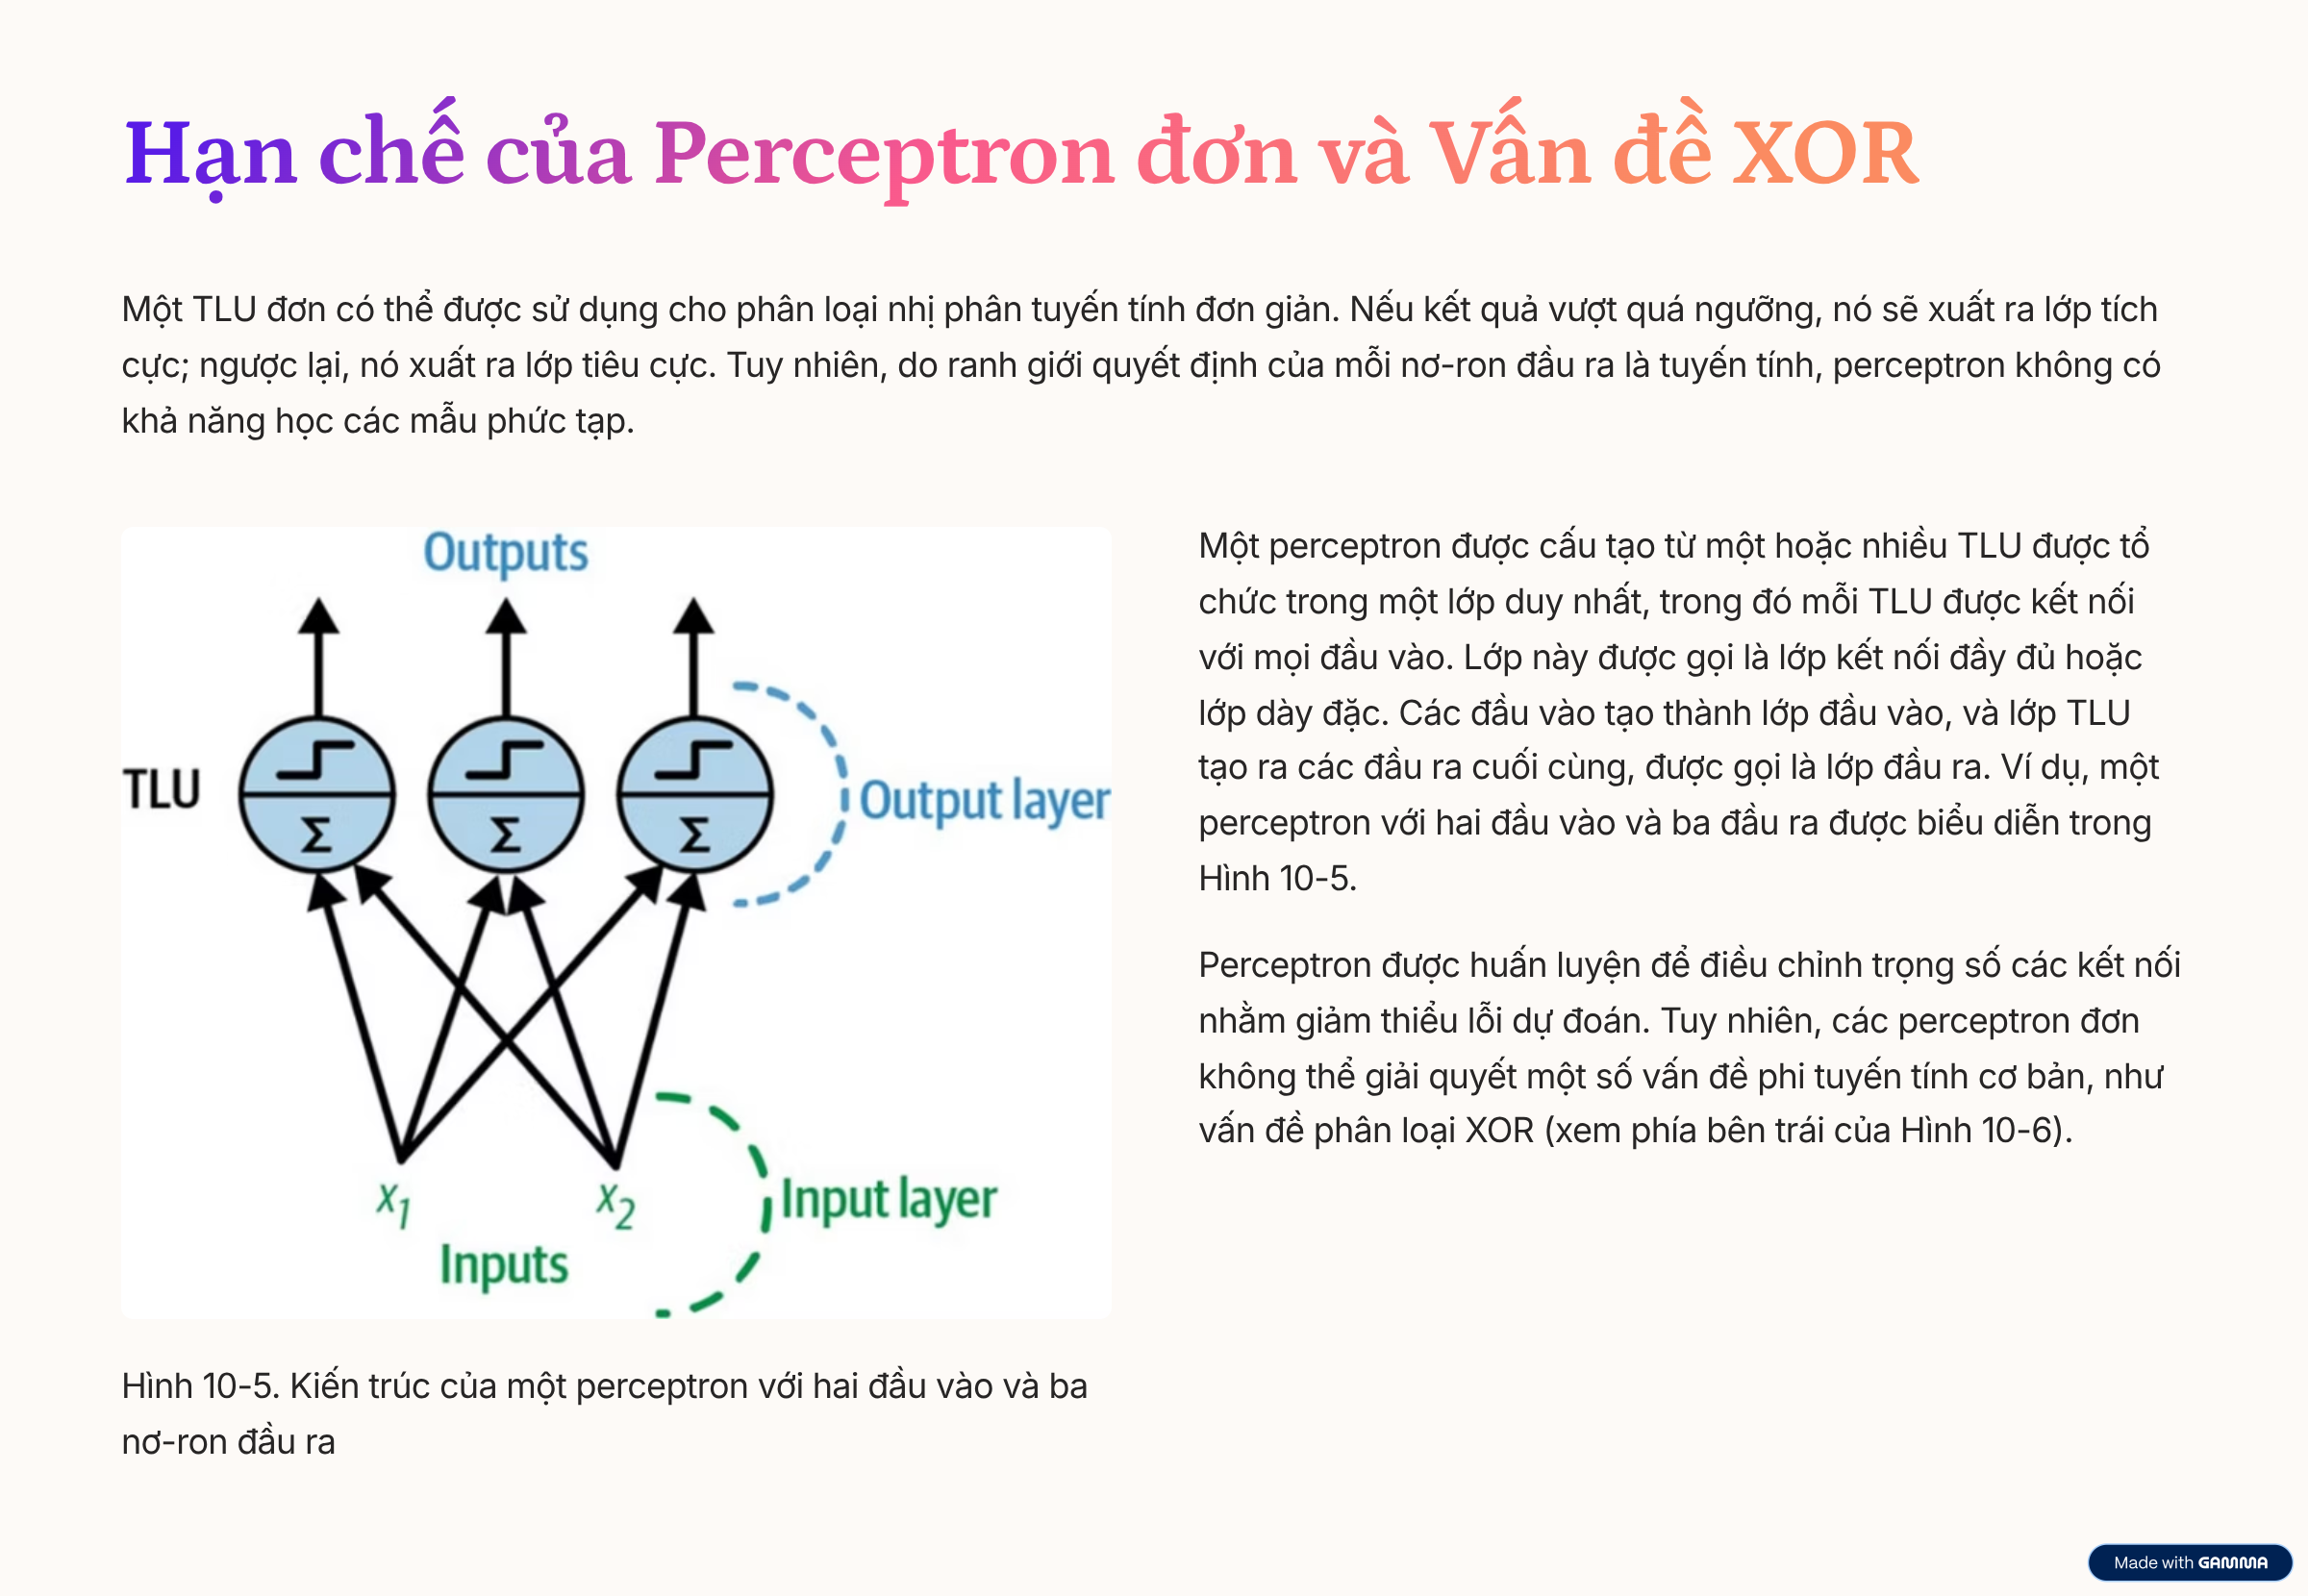 Hạn chế của Perceptron đơn và Vấn đề XOR
Một TLU đơn có thể được sử dụng cho phân loại nhị phân tuyến tính đơn giản. Nếu kết quả vượt quá ngưỡng, nó sẽ xuất ra lớp tích
cực; ngược lại, nó xuất ra lớp tiêu cực. Tuy nhiên, do ranh giới quyết định của mỗi nơ-ron đầu ra là tuyến tính, perceptron không có
khả năng học các mẫu phức tạp.
Outputs
TLU
Σ Σ Σ
Output layer
x1 x2
Input layer
Inputs
Hình 10-5. Kiến trúc của một perceptron với hai đầu vào và ba
nơ-ron đầu ra
Một perceptron được cấu tạo từ một hoặc nhiều TLU được tổ
chức trong một lớp duy nhất, trong đó mỗi TLU được kết nối
với mọi đầu vào. Lớp này được gọi là lớp kết nối đầy đủ hoặc
lớp dày đặc. Các đầu vào tạo thành lớp đầu vào, và lớp TLU
tạo ra các đầu ra cuối cùng, được gọi là lớp đầu ra. Ví dụ, một
perceptron với hai đầu vào và ba đầu ra được biểu diễn trong
Hình 10-5.
Perceptron được huấn luyện để điều chỉnh trọng số các kết nối
nhằm giảm thiểu lỗi dự đoán. Tuy nhiên, các perceptron đơn
không thể giải quyết một số vấn đề phi tuyến tính cơ bản, như
vấn đề phân loại XOR (xem phía bên trái của Hình 10-6).
Made with GAMMA